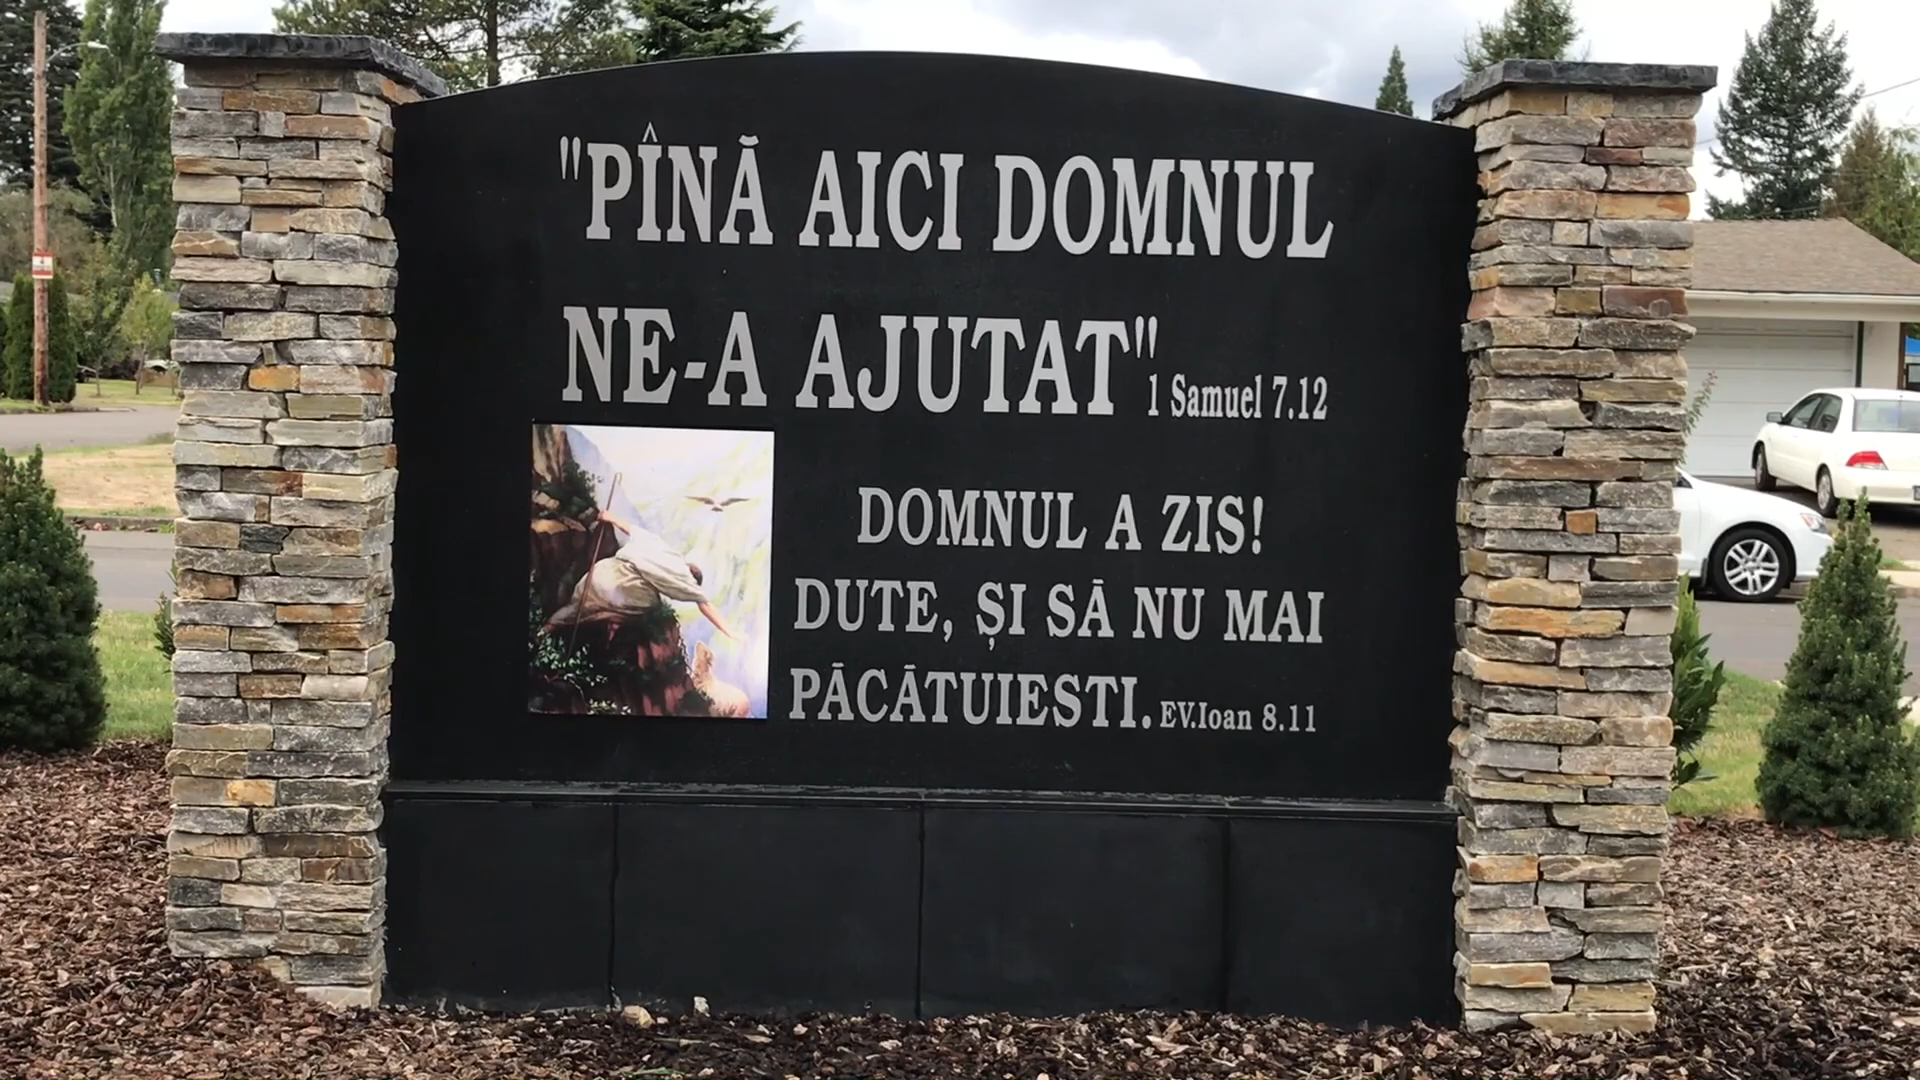 "PÎNĂ AICI DOMNUL
NE-A AJUTAT" 1 Samuel 7.12
DOMNUL A ZIS!
DUTE, ȘI SĂ NU MAI
PĂCĂTUIESTI. EV.Ioan 8.11